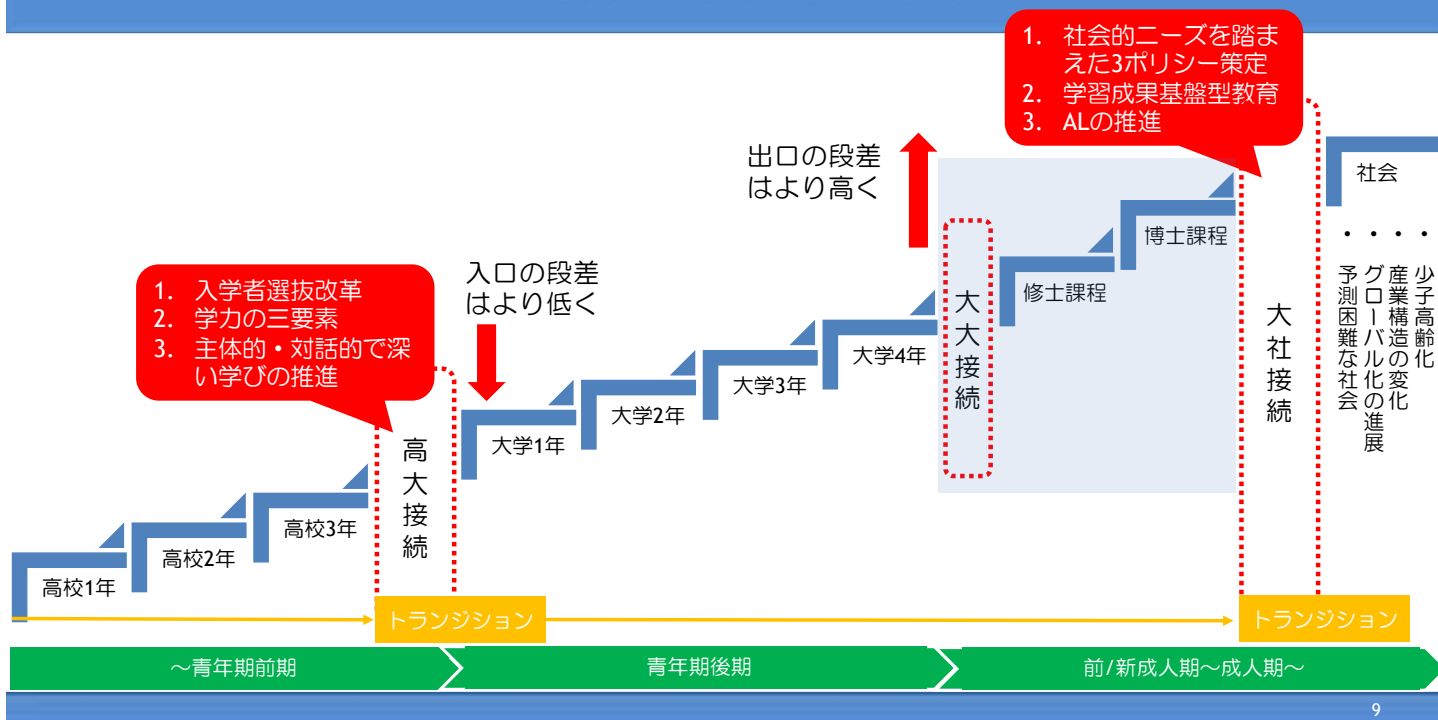 1. 社会的ニーズを踏ま
えた3ポリシー策定
2. 学習成果基盤型教育
3. ALの推進
出口の段差
はより高く
社会
・・・・
少子高齢化
産業構造の変化
グローバル化の進展
予測困難な社会
博士課程
修士課程
大社接続
大大接続
入口の段差
はより低く
1. 入学者選抜改革
2. 学力の三要素
3. 主体的・対話的で深
い学びの推進
大学4年
大学3年
大学2年
大学1年
高大接続
高校3年
高校2年
高校1年
トランジション
トランジション
～青年期前期
青年期後期
前/新成人期～成人期～
9